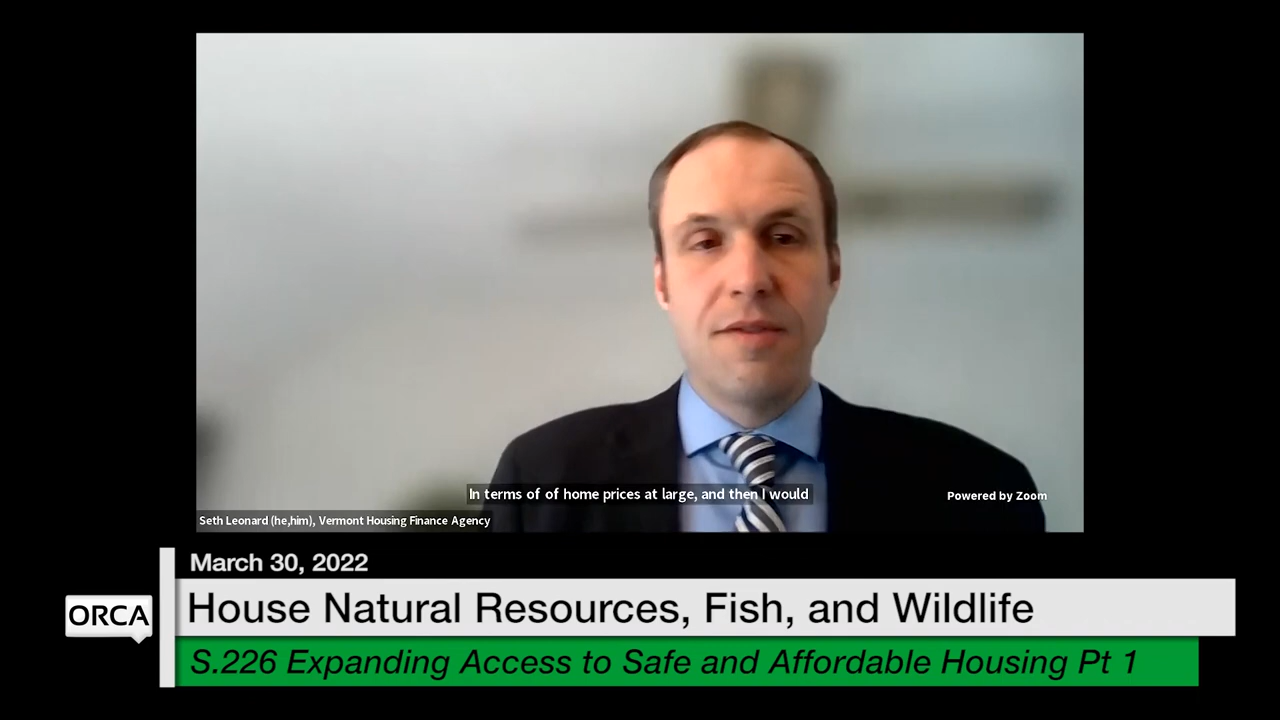 In terms of of home prices at large, and then I would
Powered by Zoom
Seth Leonard (he,him), Vermont Housing Finance Agency
March 30, 2022
ORCA
House Natural Resources, Fish, and Wildlife
S.226 Expanding Access to Safe and Affordable Housing Pt 1